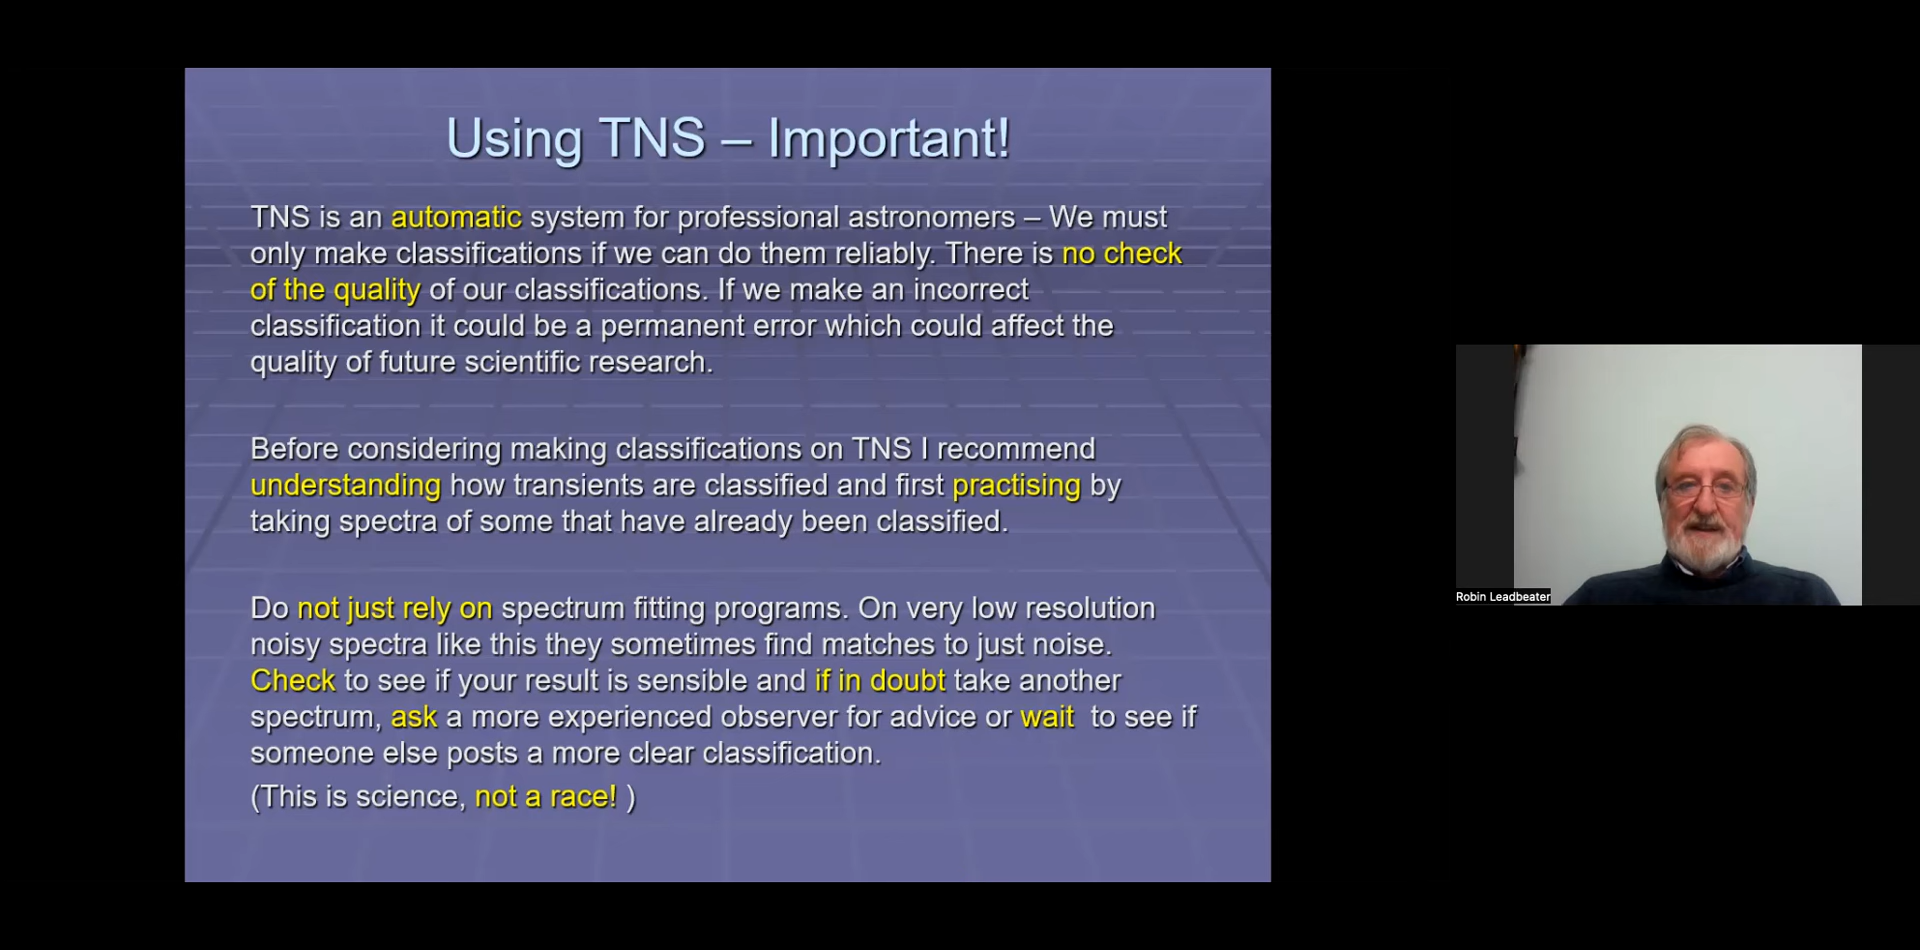 Using TNS – Important!
TNS is an automatic system for professional astronomers – We must
only make classifications if we can do them reliably. There is no check
of the quality of our classifications. If we make an incorrect
classification it could be a permanent error which could affect the
quality of future scientific research.
Before considering making classifications on TNS I recommend
understanding how transients are classified and first practising by
taking spectra of some that have already been classified.
Do not just rely on spectrum fitting programs. On very low resolution
noisy spectra like this they sometimes find matches to just noise.
Check to see if your result is sensible and if in doubt take another
spectrum, ask a more experienced observer for advice or wait  to see if
someone else posts a more clear classification.
(This is science, not a race! )
Robin Leadbeater